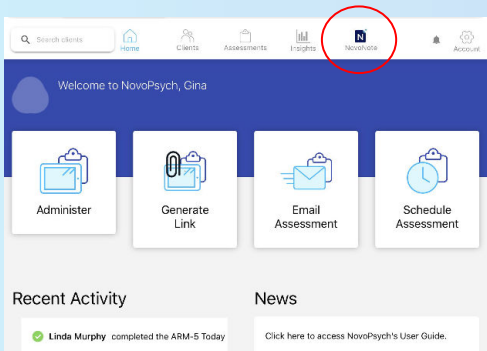 Search clients
Home
Clients
Assessments
Insights
N
NovoNote
Account
Welcome to NovoPsych, Gina
Administer
Generate
Link
Email
Assessment
Schedule
Assessment
Recent Activity
News
Linda Murphy completed the ARM-5 Today
Click here to access NovoPsych's User Guide.